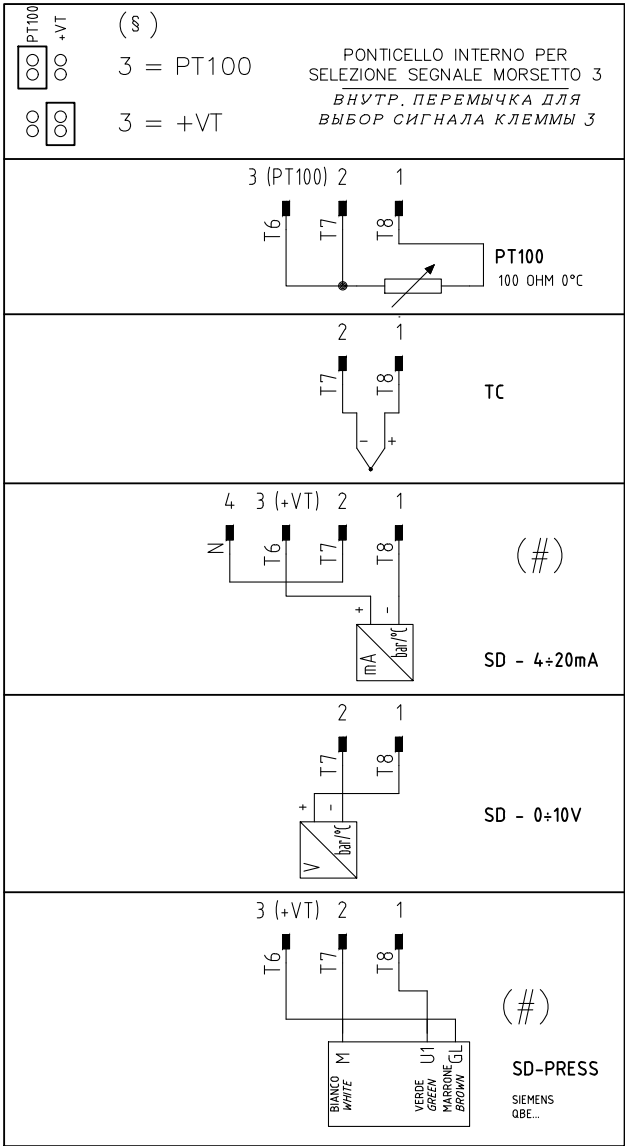 PT100
+VT
(§)
3 = PT100
3 = +VT
PONTICELLO INTERNO PER
SELEZIONE SEGNALE MORSETTO 3
ВНУТР. ПЕРЕМЫЧКА ДЛЯ
ВЫБОР СИГНАЛА КЛЕММЫ 3
3 (PT100) 2 1
T6 T7 T8
PT100
100 OHM 0°C
2 1
T7 T8
- +
TC
4 3 (+VT) 2 1
N T6 T7 T8
(#)
+ -
mA bar/°C
SD - 4÷20mA
2 1
T7 T8
+ -
V bar/°C
SD - 0÷10V
3 (+VT) 2 1
T6 T7 T8
(#)
M U1 GL
BIANCO
WHITE
VERDE
GREEN
MARRONE
BROWN
SD-PRESS
SIEMENS
QBE...